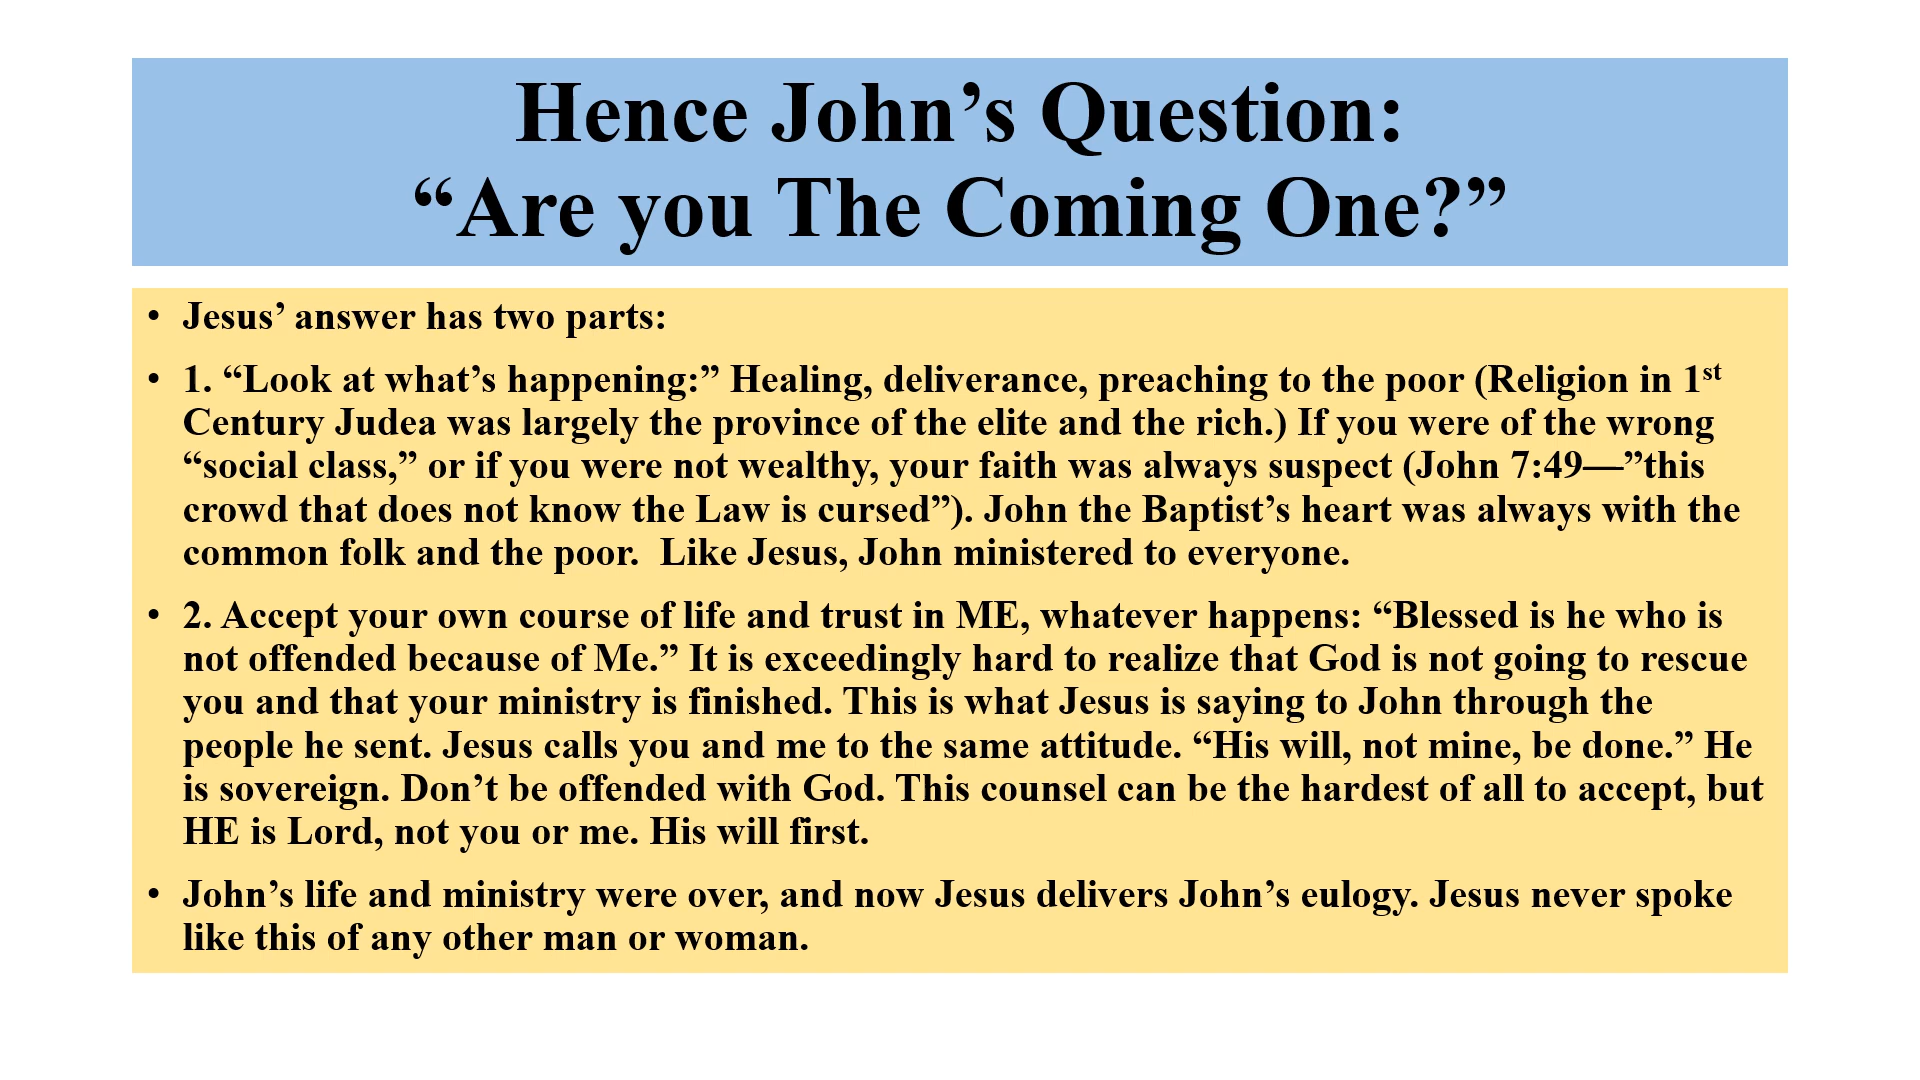 Hence John’s Question:
“Are you The Coming One?”
• Jesus’ answer has two parts:
• 1. “Look at what’s happening:” Healing, deliverance, preaching to the poor (Religion in 1st
Century Judea was largely the province of the elite and the rich.) If you were of the wrong
“social class,” or if you were not wealthy, your faith was always suspect (John 7:49—”this
crowd that does not know the Law is cursed”). John the Baptist’s heart was always with the
common folk and the poor.  Like Jesus, John ministered to everyone.
• 2. Accept your own course of life and trust in ME, whatever happens: “Blessed is he who is
not offended because of Me.” It is exceedingly hard to realize that God is not going to rescue
you and that your ministry is finished. This is what Jesus is saying to John through the
people he sent. Jesus calls you and me to the same attitude. “His will, not mine, be done.” He
is sovereign. Don’t be offended with God. This counsel can be the hardest of all to accept, but
HE is Lord, not you or me. His will first.
• John’s life and ministry were over, and now Jesus delivers John’s eulogy. Jesus never spoke
like this of any other man or woman.